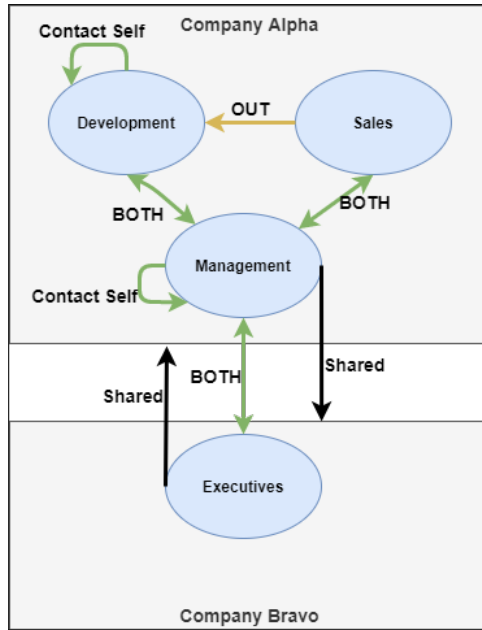 Company Alpha
Contact Self
OUT
Development
Sales
BOTH
BOTH
Management
Contact Self
Shared
BOTH
Shared
Executives
Company Bravo